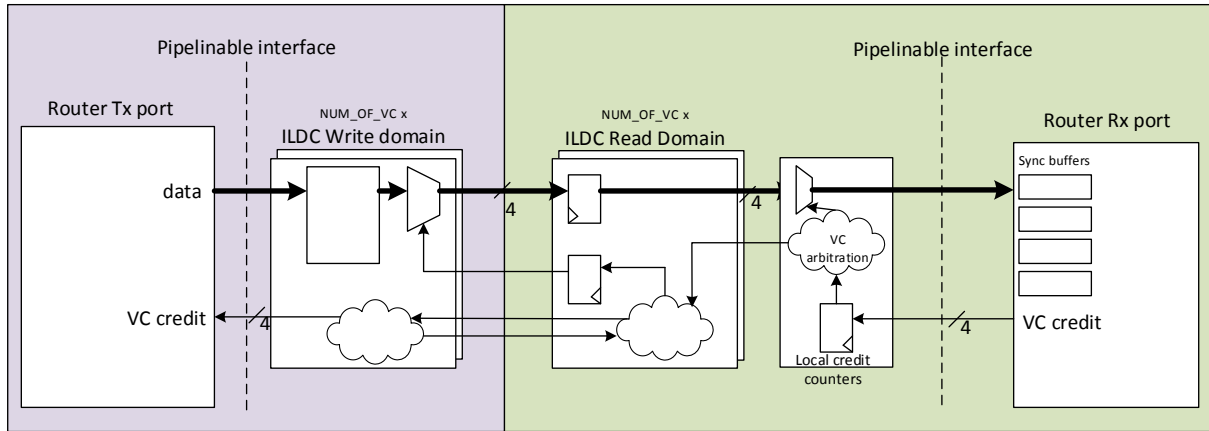 Pipelinable interface
Pipelinable interface
Router Tx port
NUM_OF_VC x
ILDC Write domain
NUM_OF_VC x
ILDC Read Domain
Router Rx port
Sync buffers
data
4
4
VC
arbitration
VC credit
4
4
VC credit
Local credit
counters